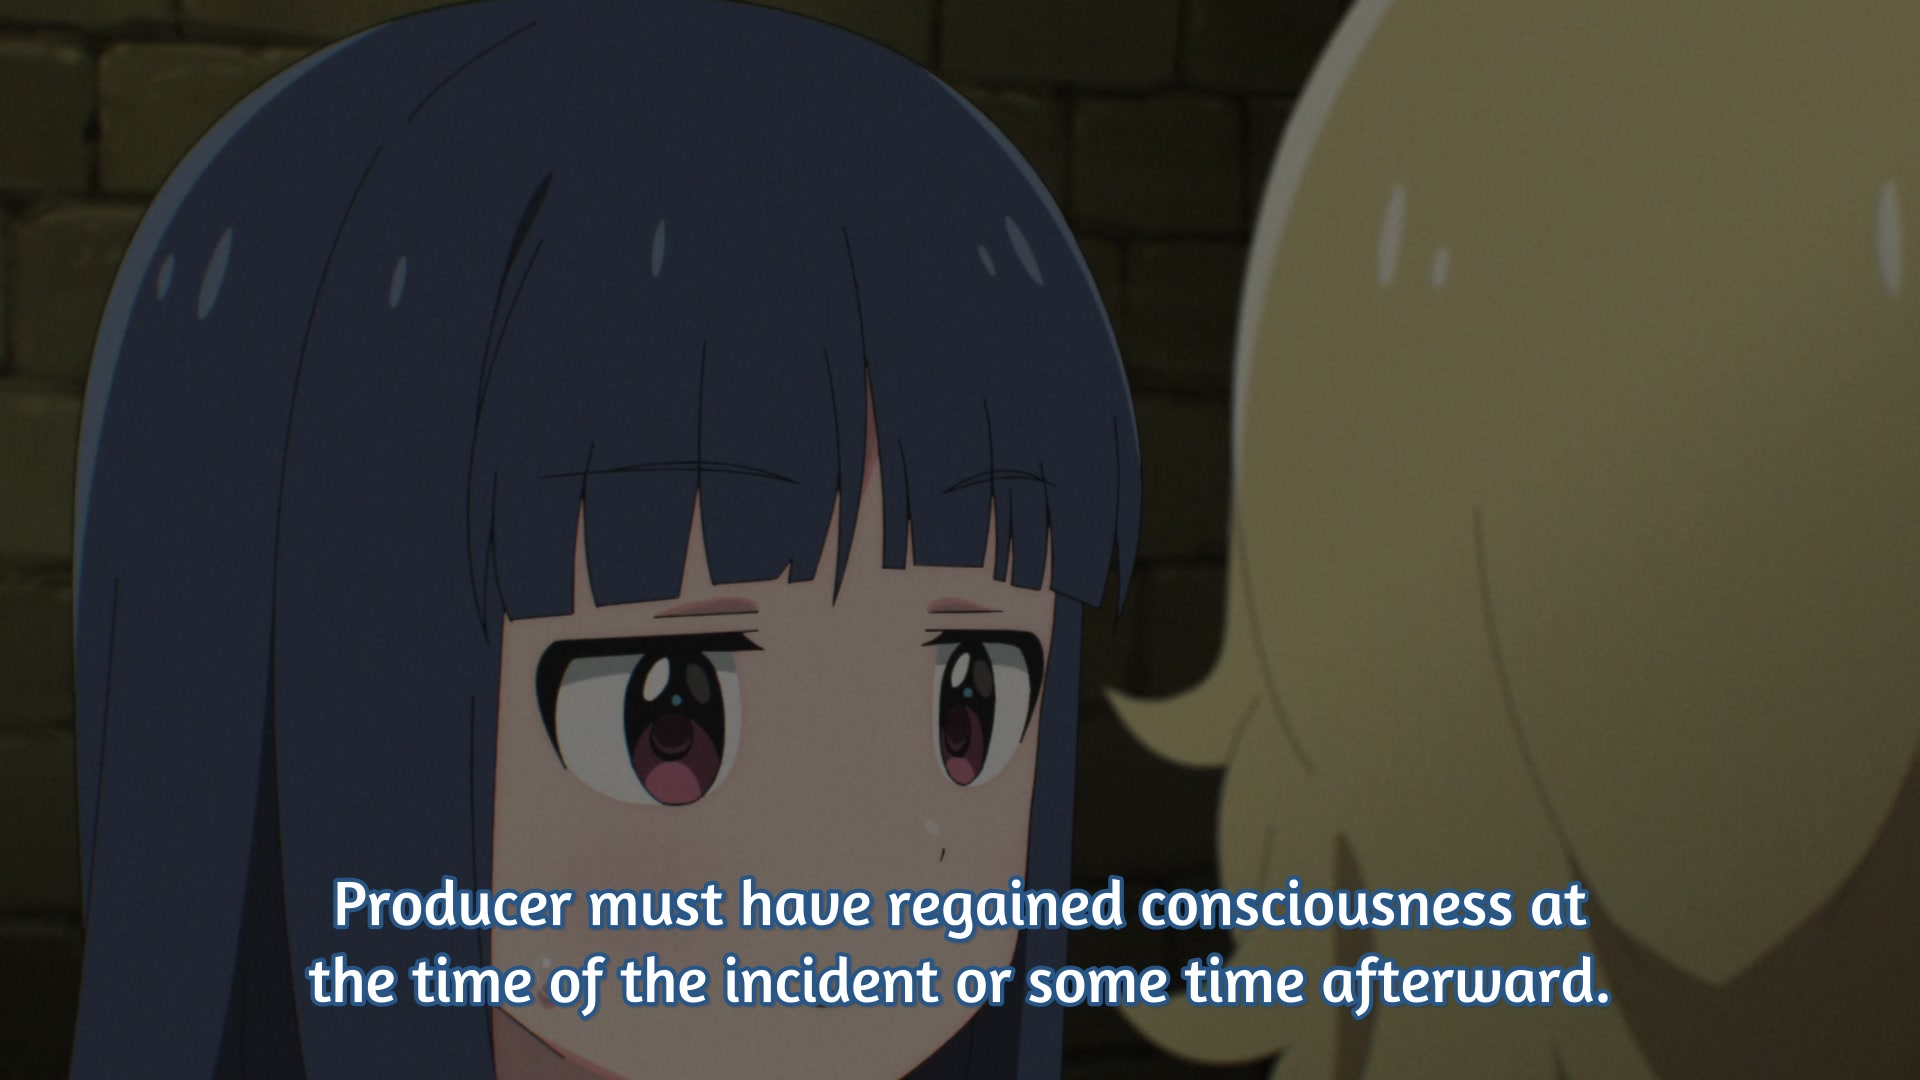 Producer must have regained consciousness at
the time of the incident or some time afterward.